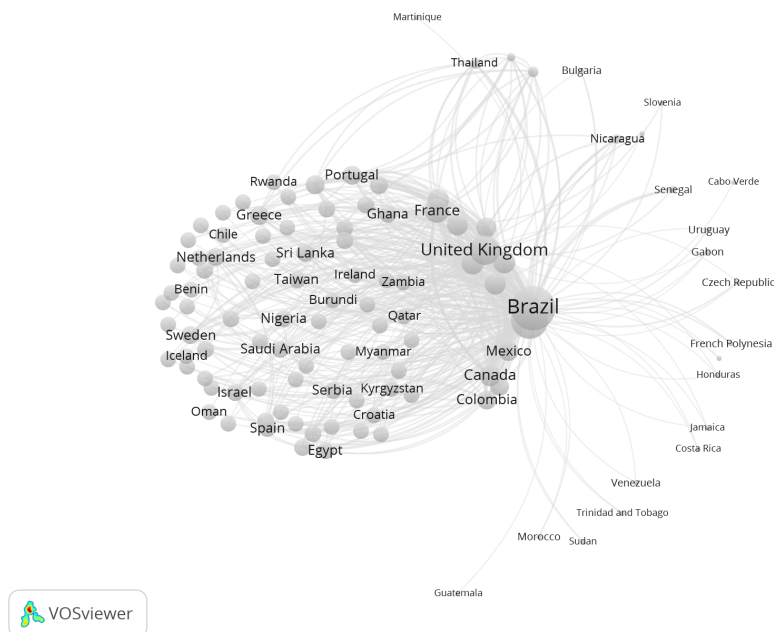 Martinique
Thailand
Bulgaria
Slovenia
Nicaragua
Rwanda
Portugal
Senegal
Cabo Verde
Greece
Ghana
France
Chile
Uruguay
United Kingdom
Gabon
Netherlands
Sri Lanka
Ireland
Taiwan
Zambia
Czech Republic
Benin
Burundi
Brazil
Nigeria
Qatar
Sweden
French Polynesia
Saudi Arabia
Myanmar
Mexico
Iceland
Honduras
Canada
Israel
Serbia
Kyrgyzstan
Colombia
Oman
Croatia
Spain
Jamaica
Egypt
Costa Rica
Venezuela
Trinidad and Tobago
Morocco
Sudan
Guatemala
VOSviewer